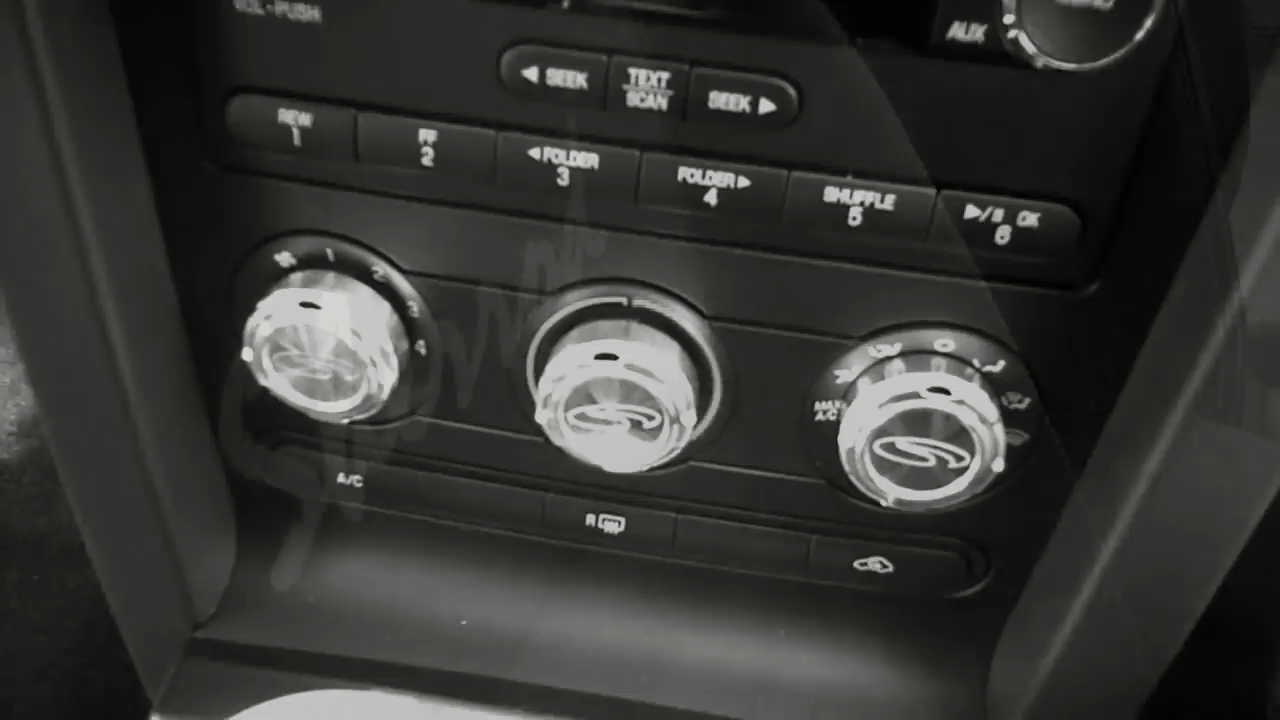 VOL-PUSH
AUX
◀ SEEK
TEXT
SCAN
SEEK ▶
REW
1
FF
2
◀ FOLDER
3
FOLDER ▶
4
SHUFFLE
5
▶/II OK
6
1
2
3
4
MAX
A/C
A/C
R